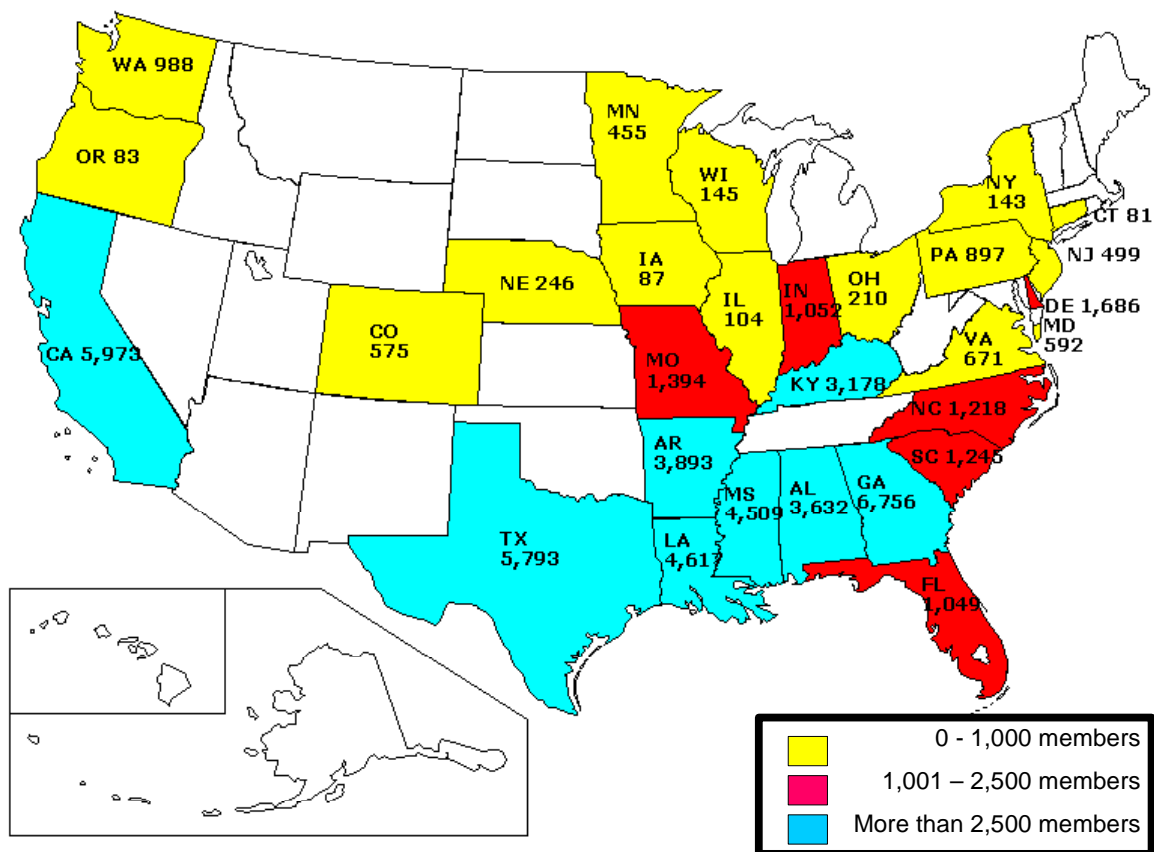 WA 988
OR 83
CA 5,973
MN
455
WI
145
IA
87
NE 246
CO
575
IL
104
IN
1,052
OH
210
MO
1,394
KY 3,178
NY
143
CT 81
PA 897
NJ 499
DE 1,686
MD
592
VA
671
NC 1,218
SC 1,245
AR
3,893
MS
4,509
AL
3,632
GA
6,756
TX
5,793
LA
4,617
FL
1,049
0 - 1,000 members
1,001 – 2,500 members
More than 2,500 members